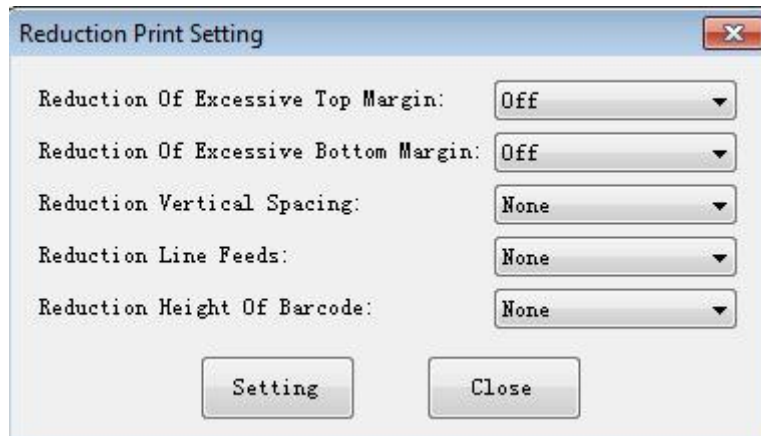 Reduction Print Setting
Reduction Of Excessive Top Margin: Off
Reduction Of Excessive Bottom Margin: Off
Reduction Vertical Spacing: None
Reduction Line Feeds: None
Reduction Height Of Barcode: None
Setting Close